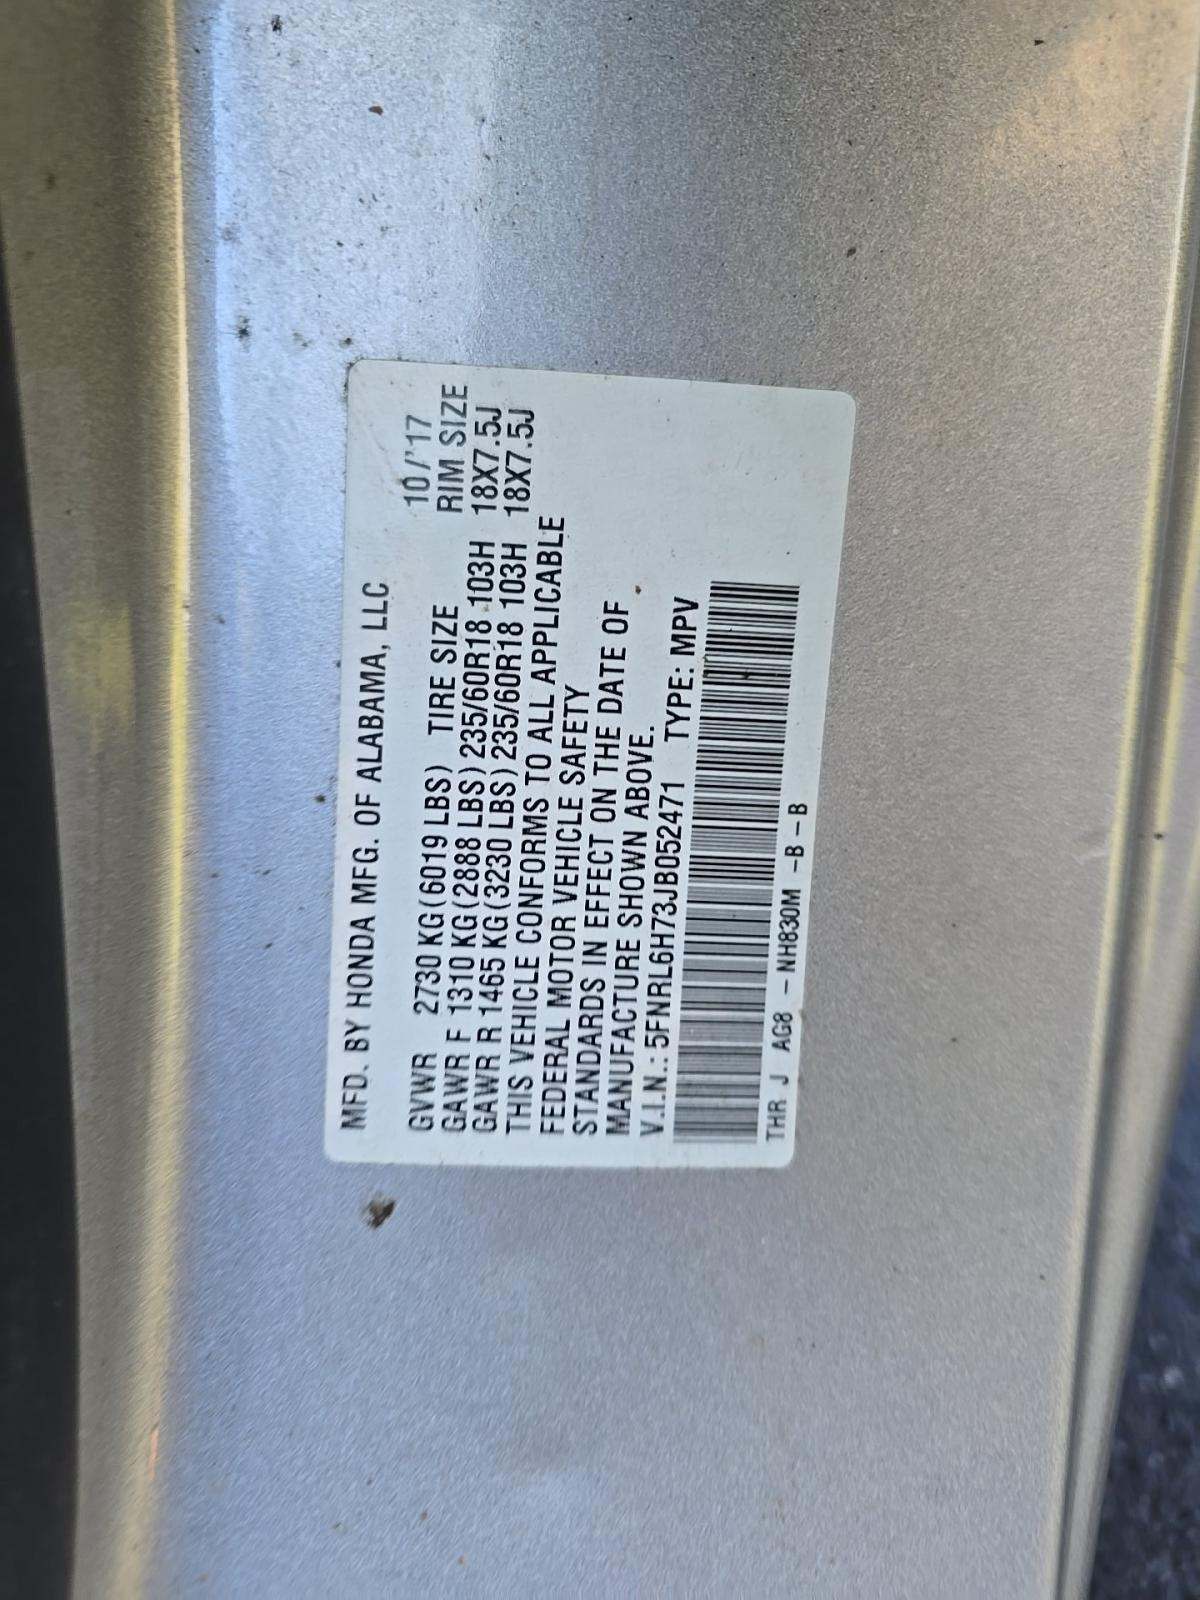 MFD. BY HONDA MFG. OF ALABAMA, LLC
10/'17
GVWR 2730 KG(6019 LBS) TIRE SIZE RIM SIZE
GAWR F 1310 KG(2888 LBS) 235/60R18 103H 18X7.5J
GAWR R 1465 KG(3230 LBS) 235/60R18 103H 18X7.5J
THIS VEHICLE CONFORMS TO ALL APPLICABLE
FEDERAL MOTOR VEHICLE SAFETY
STANDARDS IN EFFECT ON THE DATE OF
MANUFACTURE SHOWN ABOVE.
V.I.N.: 5FNRL6H73JB052471 TYPE: MPV
THR J AG8 -NH830M -B-B